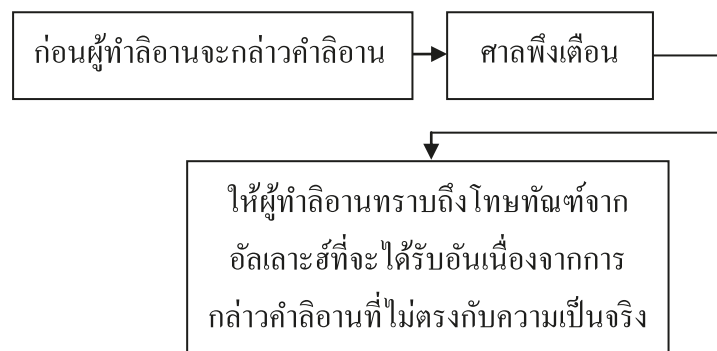 ก่อนผู้ทำลิอานจะกล่าวคำลิอาน
ศาลพึงเตือน
ให้ผู้ทำลิอานทราบถึงโทษทัณฑ์จาก
อัลเลาะฮ์ที่จะได้รับอันเนื่องจากการ
กล่าวคำลิอานที่ไม่ตรงกับความเป็นจริง